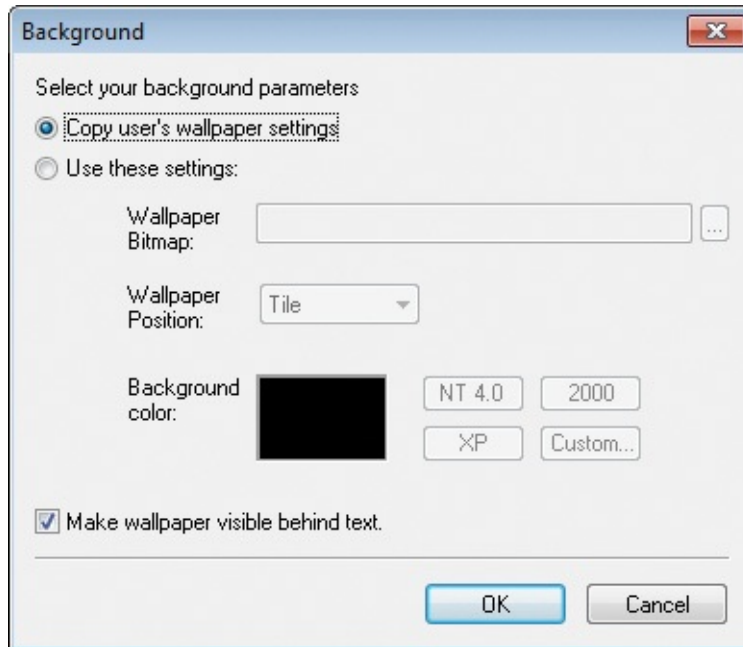 Background
Select your background parameters
Copy user's wallpaper settings
Use these settings:
Wallpaper
Bitmap:
...
Wallpaper
Position:
Tile
Background
color:
NT 4.0
2000
XP
Custom...
Make wallpaper visible behind text.
OK
Cancel